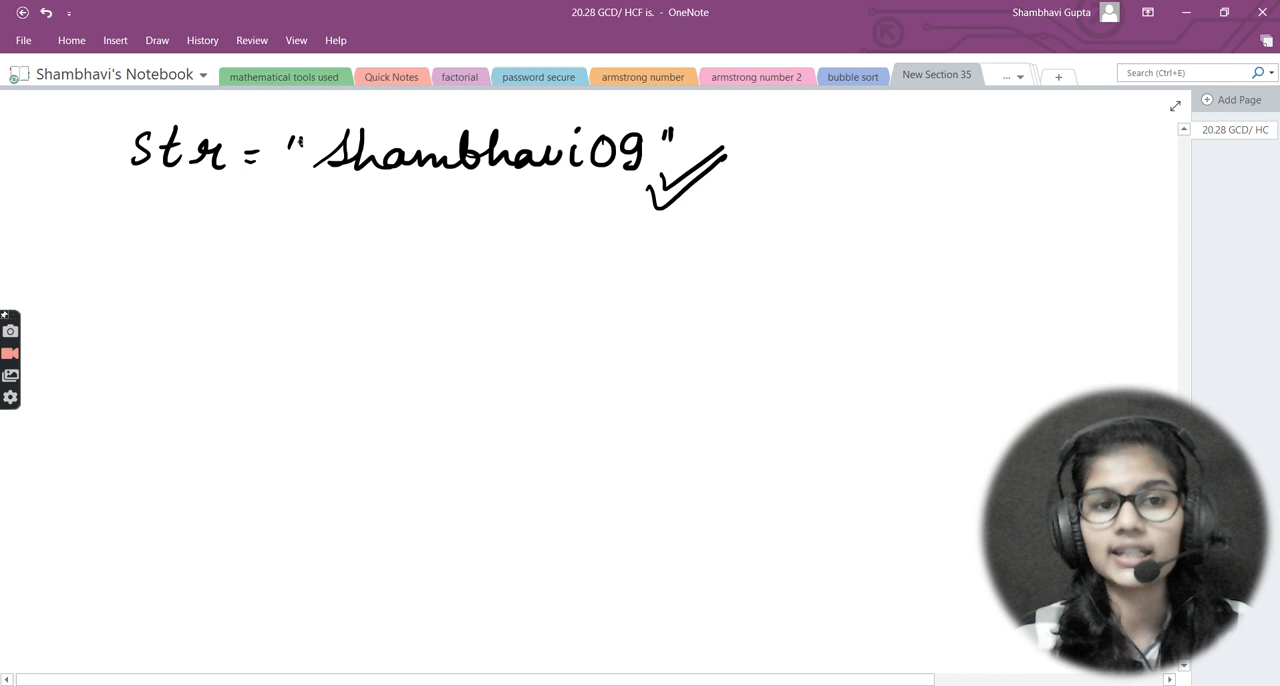 20.28 GCD/ HCF is. - OneNote
Shambhavi Gupta
File Home Insert Draw History Review View Help
Shambhavi's Notebook
mathematical tools used
Quick Notes
factorial
password secure
armstrong number
armstrong number 2
bubble sort
New Section 35
...
+
Search (Ctrl+E)
Add Page
20.28 GCD/ HC
str = "Shambhavi09"